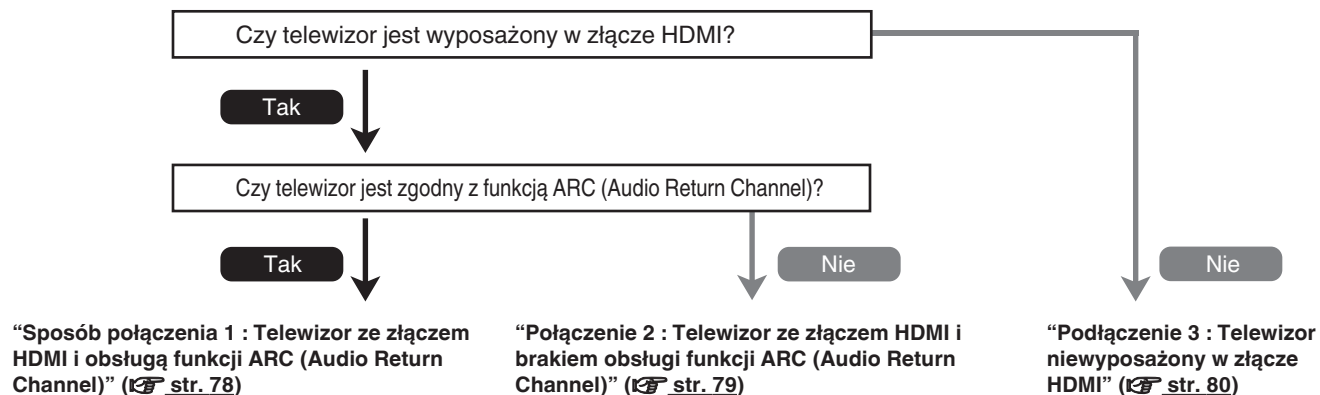 Czy telewizor jest wyposażony w złącze HDMI?
Tak
Czy telewizor jest zgodny z funkcją ARC (Audio Return Channel)?
Tak
Nie
Nie
“Sposób połączenia 1 : Telewizor ze złączem
HDMI i obsługą funkcji ARC (Audio Return
Channel)” (☞ str. 78)
“Połączenie 2 : Telewizor ze złączem HDMI i
brakiem obsługi funkcji ARC (Audio Return
Channel)” (☞ str. 79)
“Podłączenie 3 : Telewizor
niewyposażony w złącze
HDMI” (☞ str. 80)